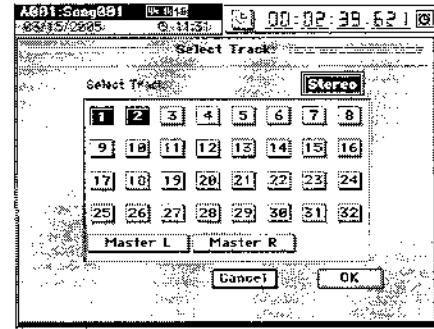 A001:Song001 00:02:39.621
03/15/2005
Select Track
Select Track Stereo
1 2 3 4 5 6 7 8
9 10 11 12 13 14 15 16
17 18 19 20 21 22 23 24
25 26 27 28 29 30 31 32
Master L Master R
Cancel OK